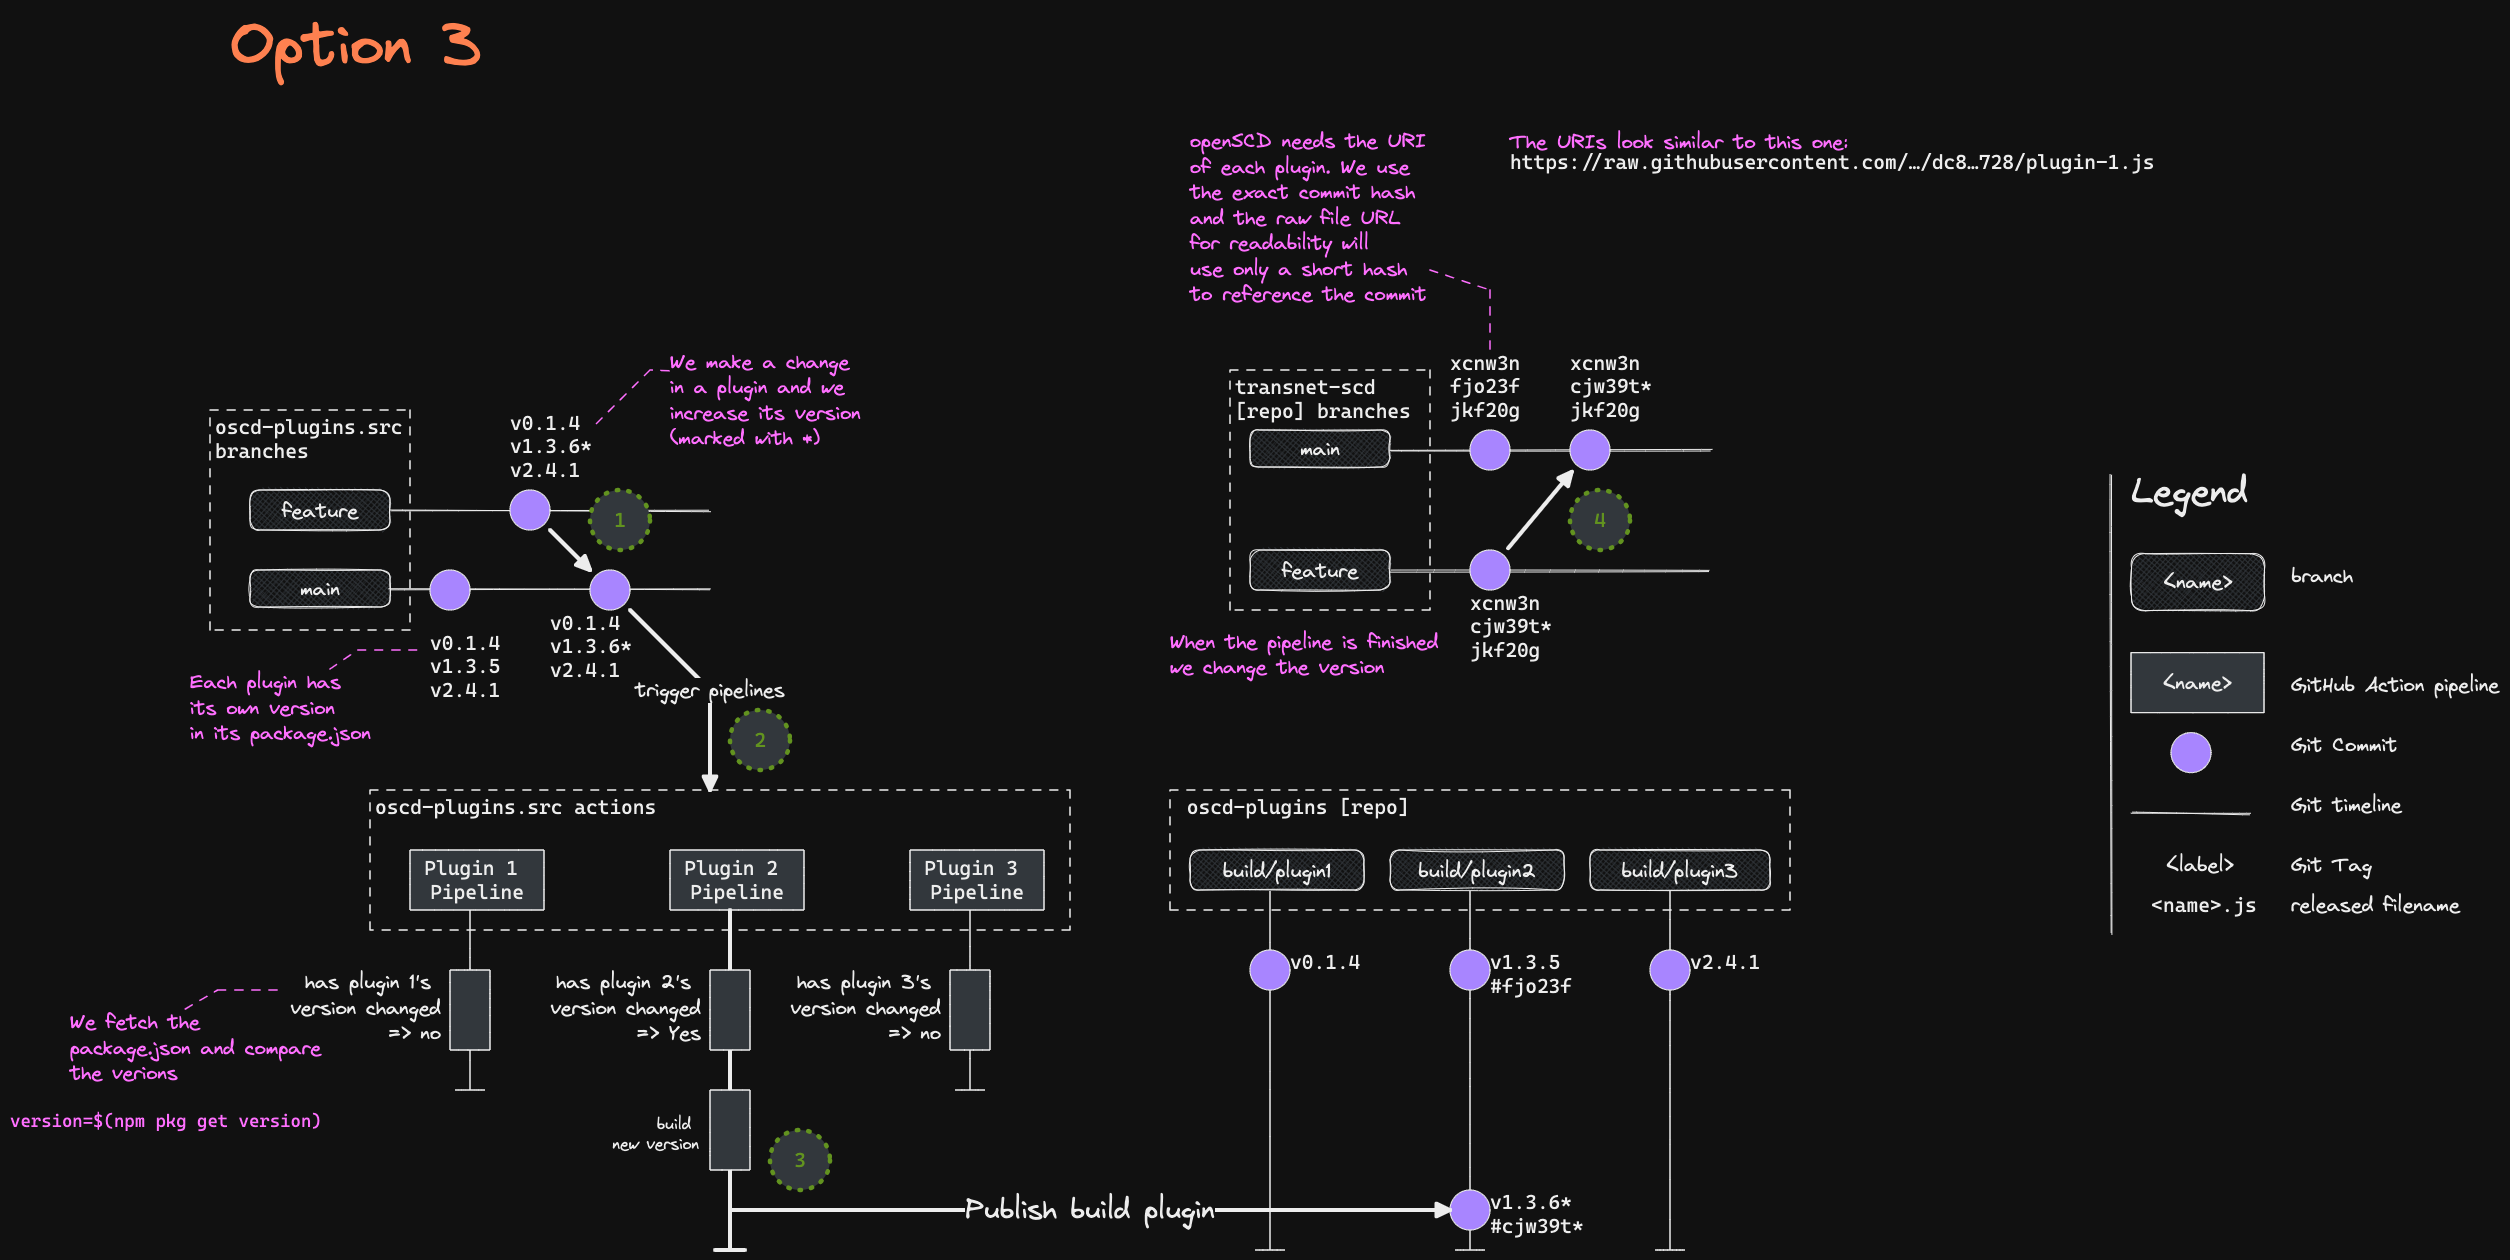 Option 3
openSCD needs the URI
of each plugin. We use
the exact commit hash
and the raw file URL
for readability will
use only a short hash
to reference the commit
The URIs look similar to this one:
https://raw.githubusercontent.com/…/dc8…728/plugin-1.js
We make a change
in a plugin and we
increase its version
(marked with *)
v0.1.4
v1.3.6*
v2.4.1
oscd-plugins.src
branches
feature
1
main
v0.1.4
v1.3.5
v2.4.1
v0.1.4
v1.3.6*
v2.4.1
Each plugin has
its own version
in its package.json
trigger pipelines
2
transnet-scd
[repo] branches
xcnw3n
fjo23f
jkf20g
xcnw3n
cjw39t*
jkf20g
main
4
feature
xcnw3n
cjw39t*
jkf20g
When the pipeline is finished
we change the version
Legend
<name>
branch
<name>
GitHub Action pipeline
Git Commit
Git timeline
<label>
Git Tag
<name>.js
released filename
oscd-plugins.src actions
Plugin 1
Pipeline
Plugin 2
Pipeline
Plugin 3
Pipeline
has plugin 1's
version changed
=> no
has plugin 2's
version changed
=> Yes
has plugin 3's
version changed
=> no
We fetch the
package.json and compare
the verions
version=$(npm pkg get version)
build
new version
3
Publish build plugin
oscd-plugins [repo]
build/plugin1
build/plugin2
build/plugin3
v0.1.4
v1.3.5
#fjo23f
v2.4.1
v1.3.6*
#cjw39t*